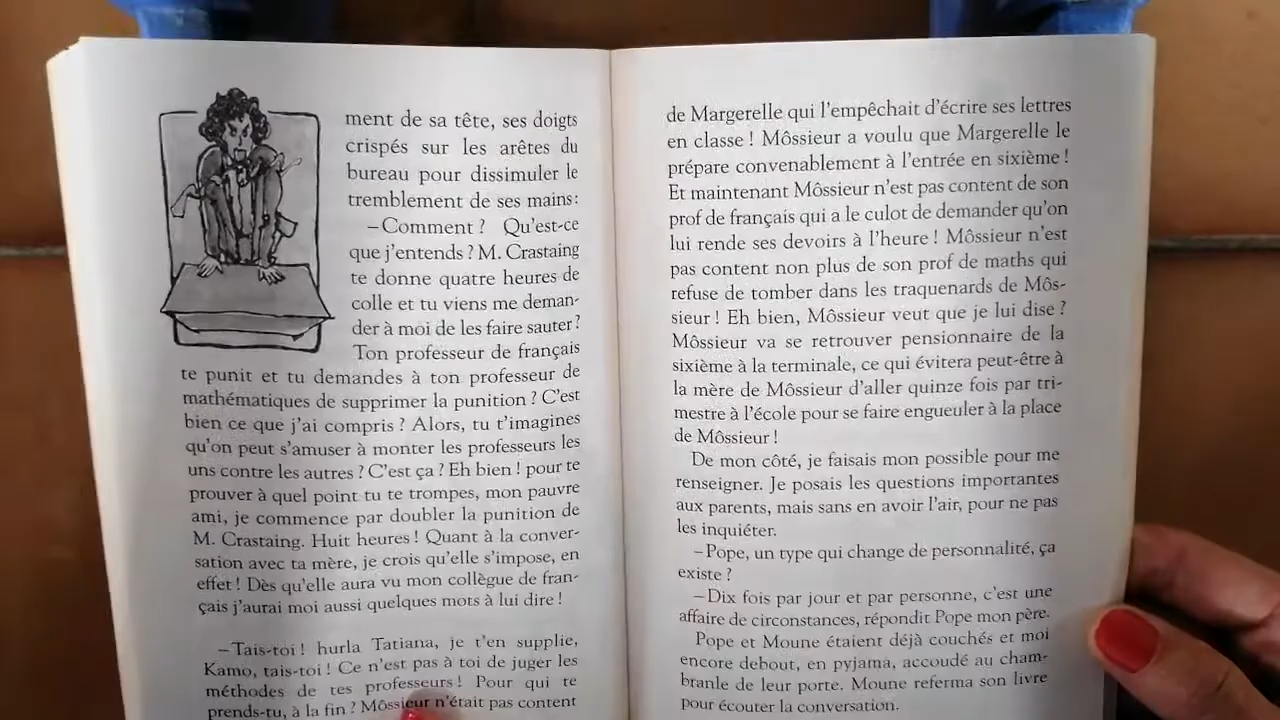 ment de sa tête, ses doigts
crispés sur les arêtes du
bureau pour dissimuler le
tremblement de ses mains:
–Comment ? Qu'est-ce
que j'entends ? M. Crastaing
te donne quatre heures de
colle et tu viens me deman-
der à moi de les faire sauter ?
Ton professeur de français
te punit et tu demandes à ton professeur de
mathématiques de supprimer la punition ? C'est
bien ce que j'ai compris ? Alors, tu t'imagines
qu'on peut s'amuser à monter les professeurs les
uns contre les autres ? C'est ça ? Eh bien ! pour te
prouver à quel point tu te trompes, mon pauvre
ami, je commence par doubler la punition de
M. Crastaing. Huit heures ! Quant à la conver-
sation avec ta mère, je crois qu'elle s'impose, en
effet ! Dès qu'elle aura vu mon collègue de fran-
çais j'aurai moi aussi quelques mots à lui dire !
–Tais-toi ! hurla Tatiana, je t'en supplie,
Kamo, tais-toi ! Ce n'est pas à toi de juger les
méthodes de tes professeurs ! Pour qui te
prends-tu, à la fin ? Môssieur n'était pas content
de Margerelle qui l'empêchait d'écrire ses lettres
en classe ! Môssieur a voulu que Margerelle le
prépare convenablement à l'entrée en sixième !
Et maintenant Môssieur n'est pas content de son
prof de français qui a le culot de demander qu'on
lui rende ses devoirs à l'heure ! Môssieur n'est
pas content non plus de son prof de maths qui
refuse de tomber dans les traquenards de Môs-
sieur ! Eh bien, Môssieur veut que je lui dise ?
Môssieur va se retrouver pensionnaire de la
sixième à la terminale, ce qui évitera peut-être à
la mère de Môssieur d'aller quinze fois par tri-
mestre à l'école pour se faire engueuler à la place
de Môssieur !
De mon côté, je faisais mon possible pour me
renseigner. Je posais les questions importantes
aux parents, mais sans en avoir l'air, pour ne pas
les inquiéter.
–Pope, un type qui change de personnalité, ça
existe ?
–Dix fois par jour et par personne, c'est une
affaire de circonstances, répondit Pope mon père.
Pope et Moune étaient déjà couchés et moi
encore debout, en pyjama, accoudé au cham-
branle de leur porte. Moune referma son livre
pour écouter la conversation.